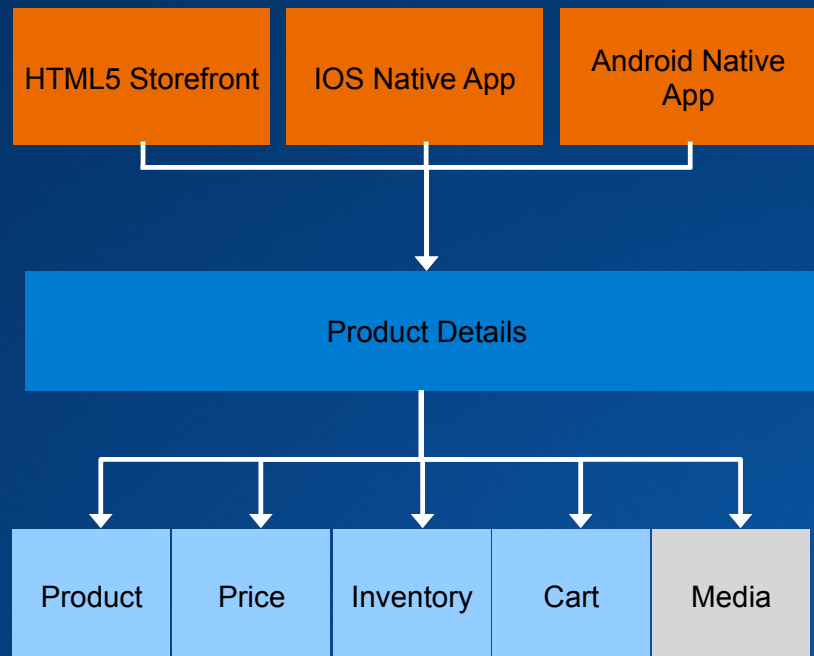 HTML5 Storefront
IOS Native App
Android Native
App
Product Details
Product
Price
Inventory
Cart
Media